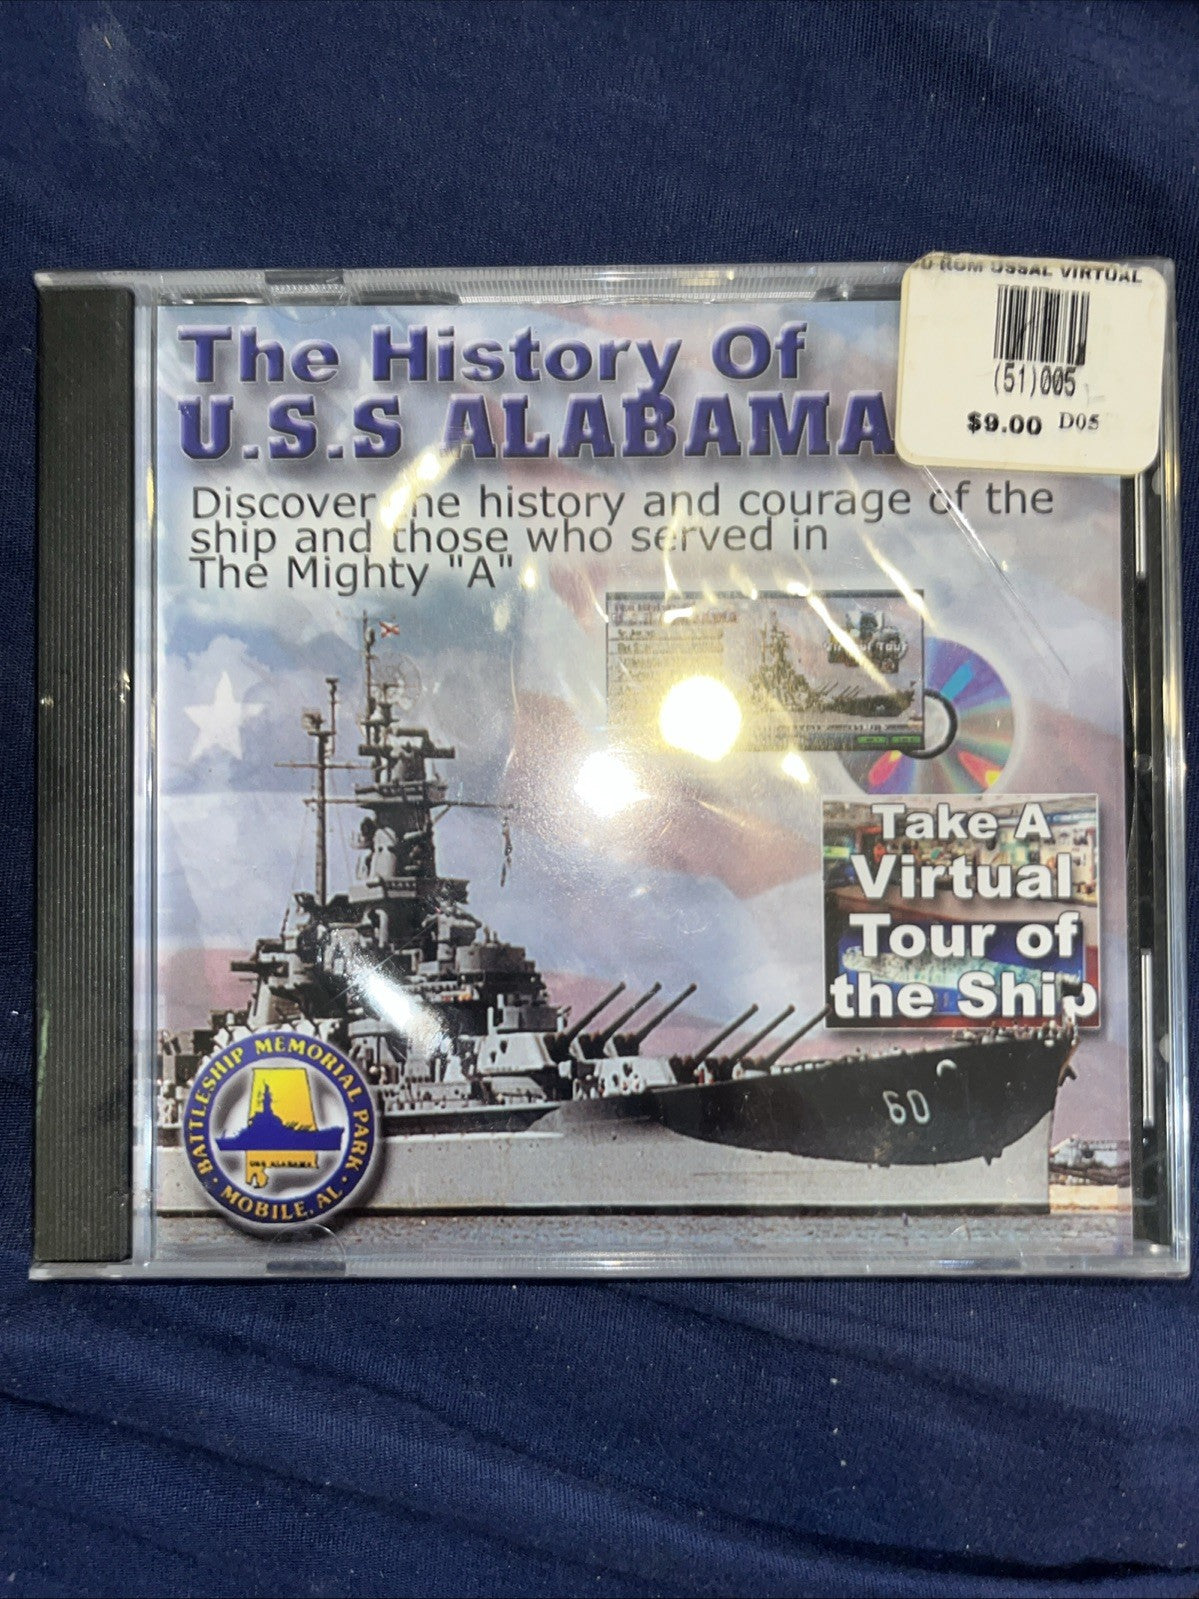 ROM USSAL VIRTUAL
(51)005
$9.00 D05
The History Of
U.S.S ALABAMA
Discover the history and courage of the
ship and those who served in
The Mighty "A"
Take A
Virtual
Tour of
the Ship
60
BATTLESHIP MEMORIAL PARK
USS ALABAMA
MOBILE, AL